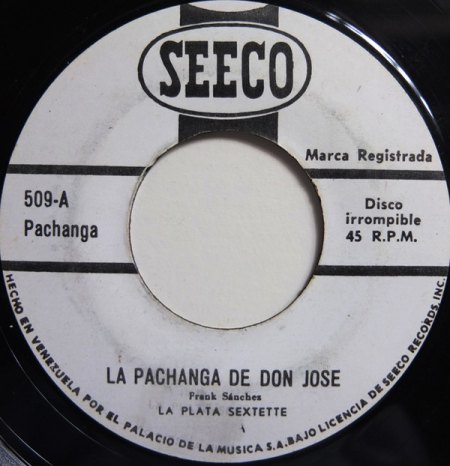 SEECO
Marca Registrada
509-A
Pachanga
Disco
irrompible
45 R.P.M.
LA PACHANGA DE DON JOSE
Frank Sánchez
LA PLATA SEXTETTE
HECHO EN VENEZUELA POR EL PALACIO DE LA MUSICA S.A. BAJO LICENCIA DE SEECO RECORDS, INC.